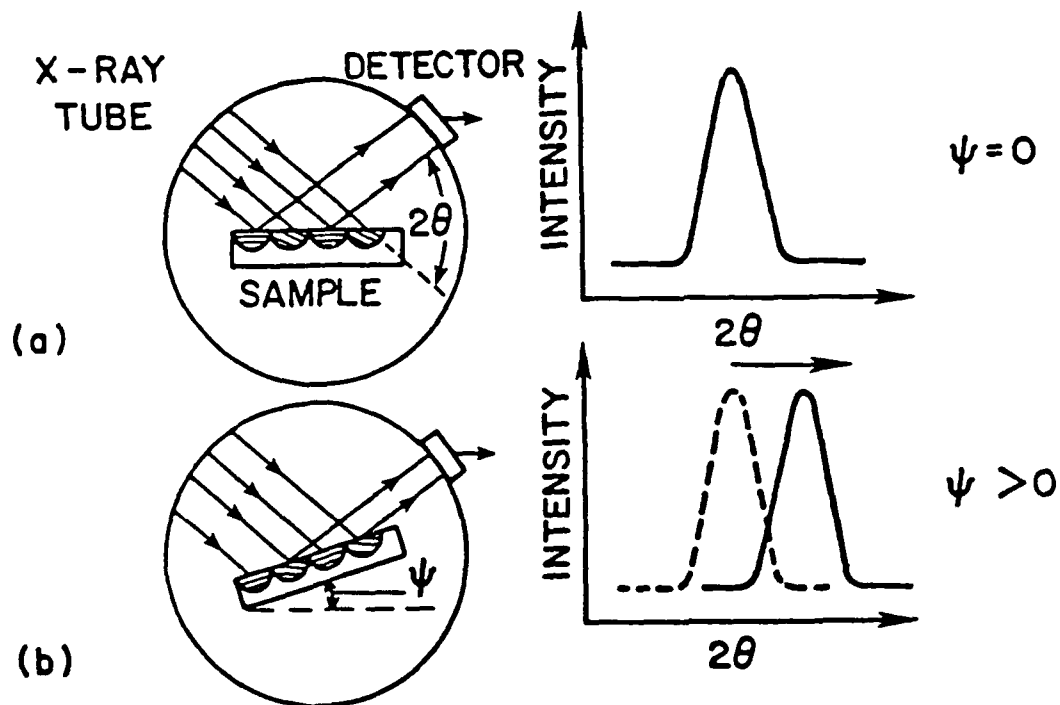 X-RAY
TUBE
DETECTOR
2θ
SAMPLE
(a)
INTENSITY
2θ
ψ=0
ψ
(b)
INTENSITY
2θ
ψ >0